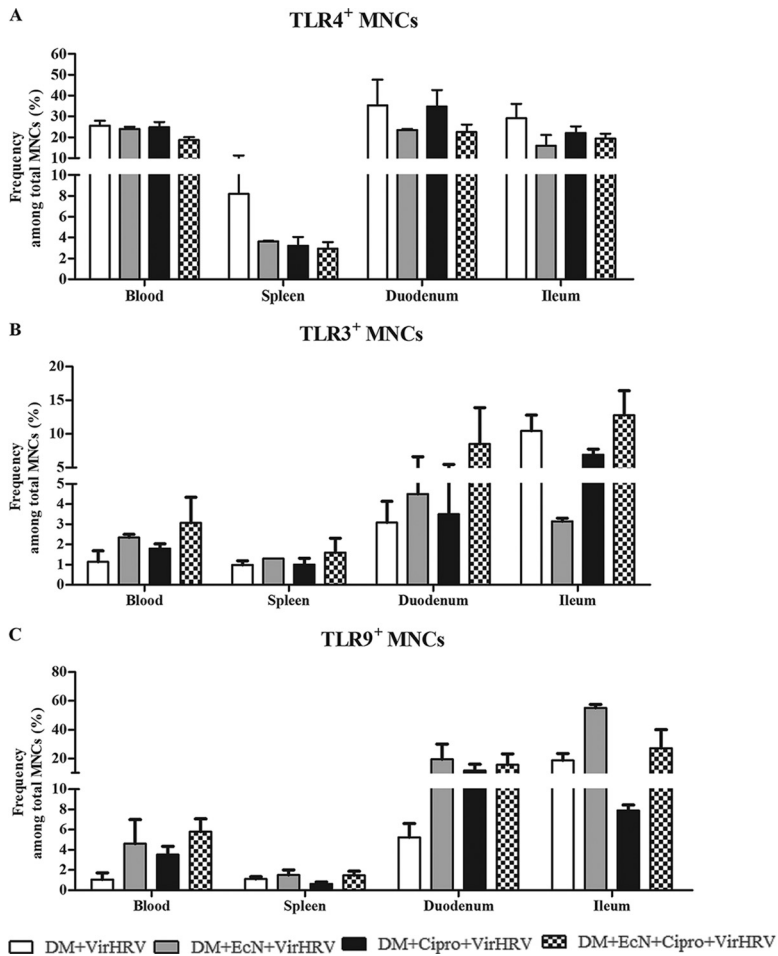 A
TLR4+ MNCs
Frequency
among total MNCs (%)
60
50
40
30
20
10
10
8
6
4
2
0
Blood Spleen Duodenum Ileum
B
TLR3+ MNCs
Frequency
among total MNCs (%)
20
15
10
5
5
4
3
2
1
0
Blood Spleen Duodenum Ileum
C
TLR9+ MNCs
Frequency
among total MNCs (%)
80
60
40
20
10
8
6
4
2
0
Blood Spleen Duodenum Ileum
DM+VirHRV DM+EcN+VirHRV DM+Cipro+VirHRV DM+EcN+Cipro+VirHRV